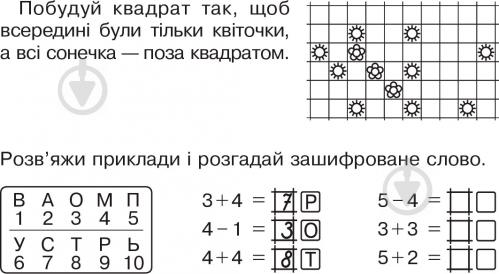 Побудуй квадрат так, щоб
всередині були тільки квіточки,
а всі сонечка — поза квадратом.
Розв’яжи приклади і розгадай зашифроване слово.
В А О М П
1 2 3 4 5
У С Т Р Ь
6 7 8 9 10
3 + 4 = 7 Р
4 - 1 = 3 О
4 + 4 = 8 Т
5 - 4 =
3 + 3 =
5 + 2 =